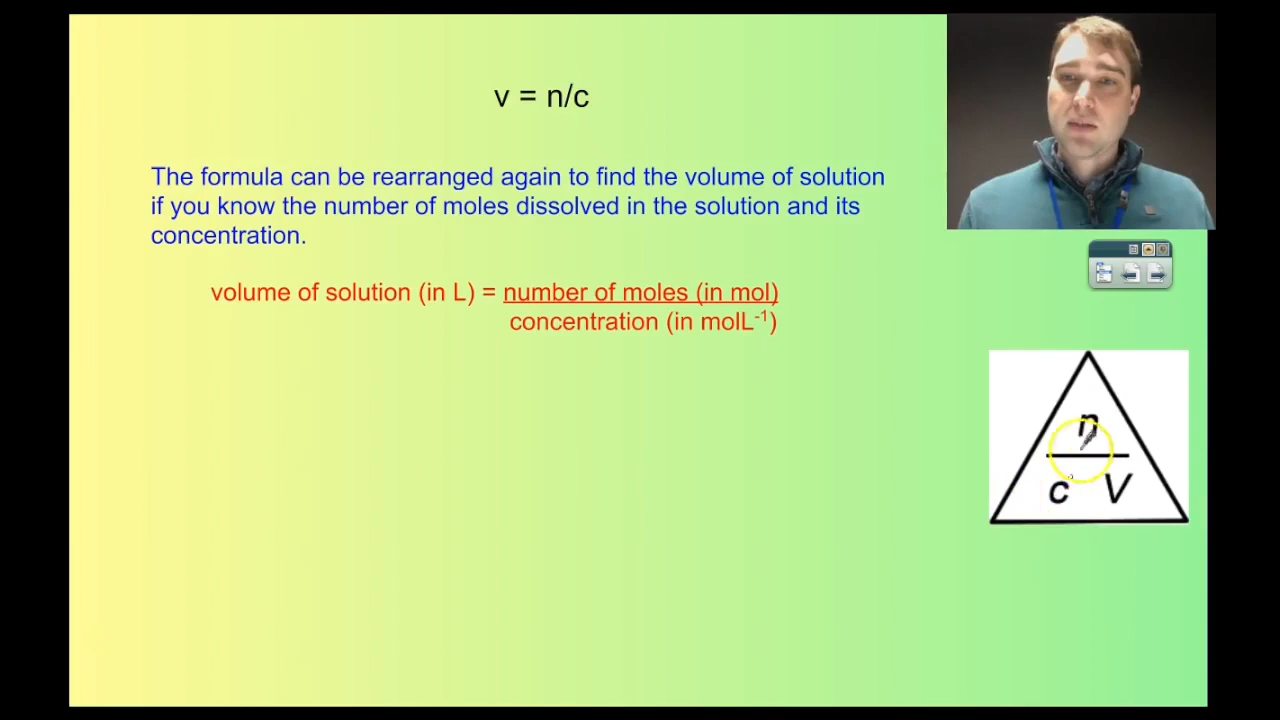 v = n/c
The formula can be rearranged again to find the volume of solution
if you know the number of moles dissolved in the solution and its
concentration.
volume of solution (in L) = number of moles (in mol)
concentration (in molL⁻¹)
n
c V